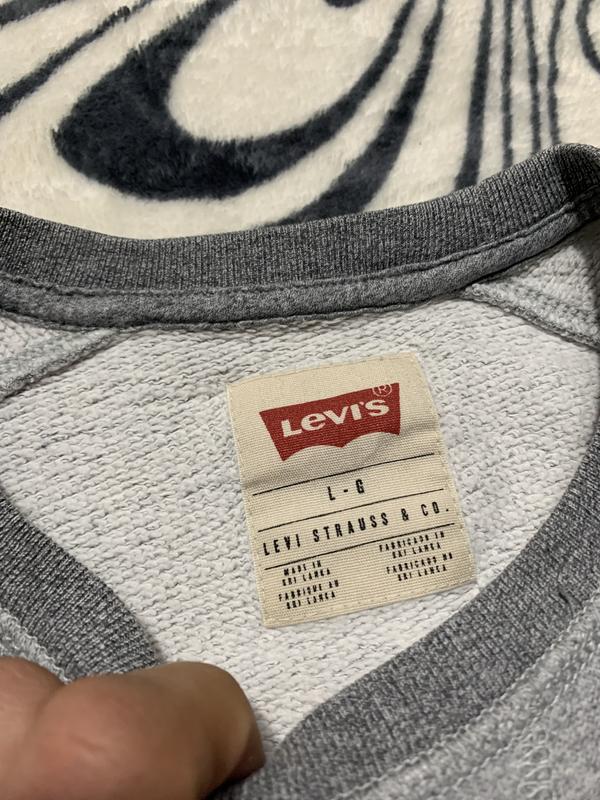 LEVI'S ®
L - G
LEVI STRAUSS & CO.
MADE IN
SRI LANKA
FABRIQUE AU
SRI LANKA
FABRICADO EN
SRI LANKA
FABRICADO NO
SRI LANKA